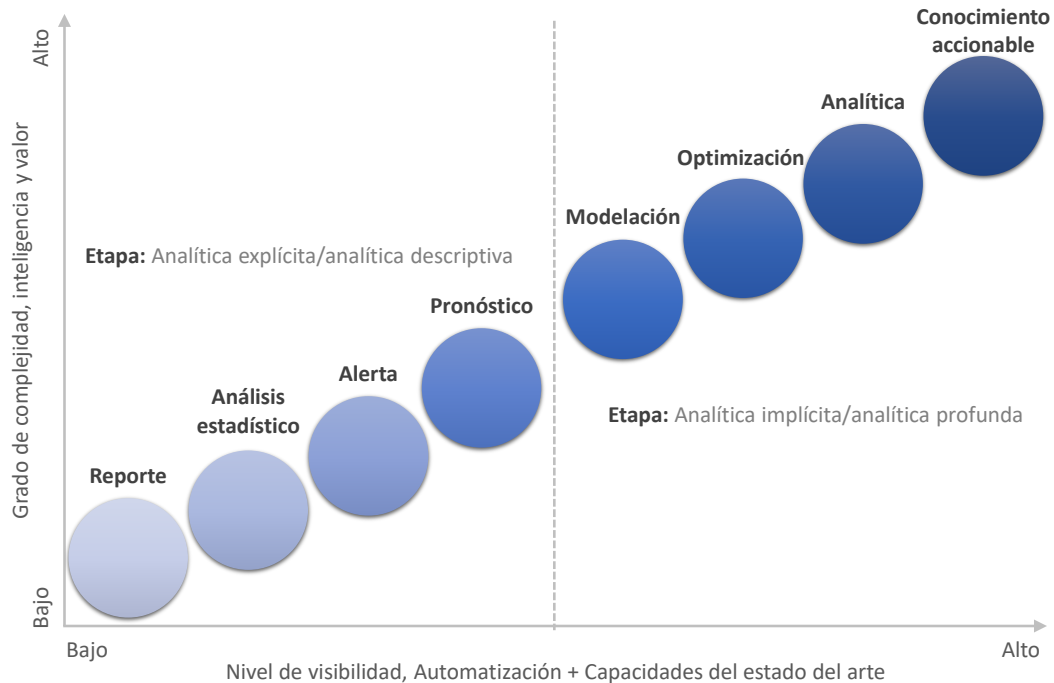 Conocimiento
accionable
Alto
Analítica
Optimización
Modelación
Etapa: Analítica explícita/analítica descriptiva
Pronóstico
Alerta
Análisis
estadístico
Etapa: Analítica implícita/analítica profunda
Reporte
Grado de complejidad, inteligencia y valor
Bajo
Bajo
Alto
Nivel de visibilidad, Automatización + Capacidades del estado del arte